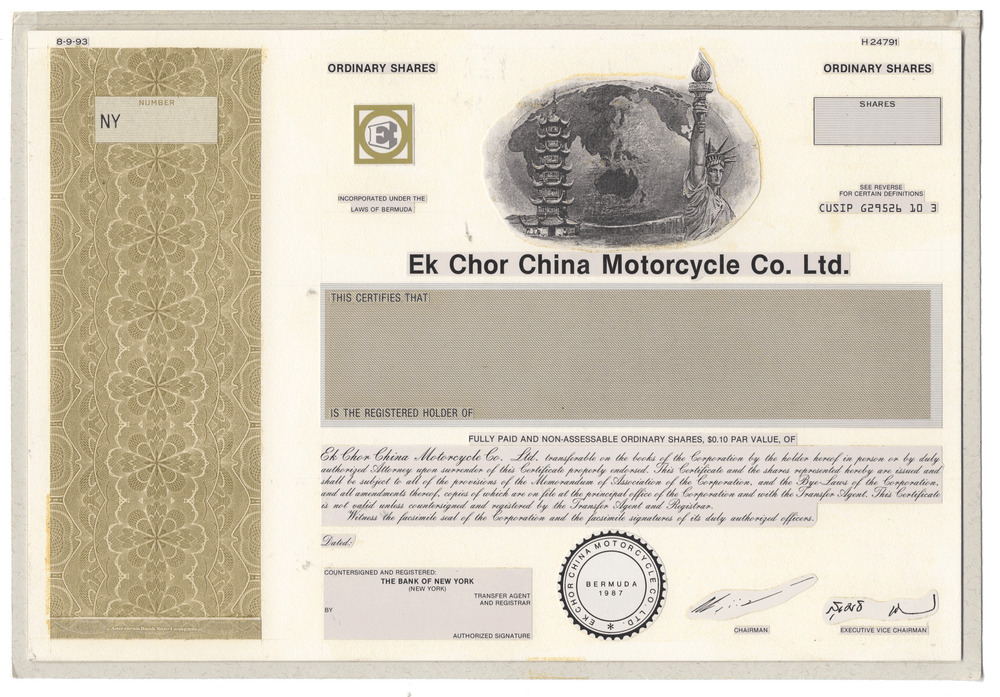 8-9-93
H 24791
ORDINARY SHARES
ORDINARY SHARES
NUMBER
NY
SHARES
E
INCORPORATED UNDER THE
LAWS OF BERMUDA
SEE REVERSE
FOR CERTAIN DEFINITIONS
CUSIP G29526 10 3
Ek Chor China Motorcycle Co. Ltd.
THIS CERTIFIES THAT
IS THE REGISTERED HOLDER OF
FULLY PAID AND NON-ASSESSABLE ORDINARY SHARES, $0.10 PAR VALUE, OF
Ek Chor China Motorcycle Co. Ltd. transferable on the books of the Corporation by the holder hereof in person or by duly
authorized Attorney upon surrender of this Certificate properly endorsed. This Certificate and the shares represented hereby are issued and
shall be subject to all of the provisions of the Memorandum of Association of the Corporation, and the Bye-Laws of the Corporation,
and all amendments thereof, copies of which are on file at the principal office of the Corporation and with the Transfer Agent. This Certificate
is not valid unless countersigned and registered by the Transfer Agent and Registrar.
Witness the facsimile seal of the Corporation and the facsimile signatures of its duly authorized officers.
Dated:
COUNTERSIGNED AND REGISTERED:
THE BANK OF NEW YORK
(NEW YORK)
TRANSFER AGENT
AND REGISTRAR
BY
AUTHORIZED SIGNATURE
EK CHOR CHINA MOTORCYCLE CO. LTD.
BERMUDA
1987
CHAIRMAN
EXECUTIVE VICE CHAIRMAN
American Bank Note Company